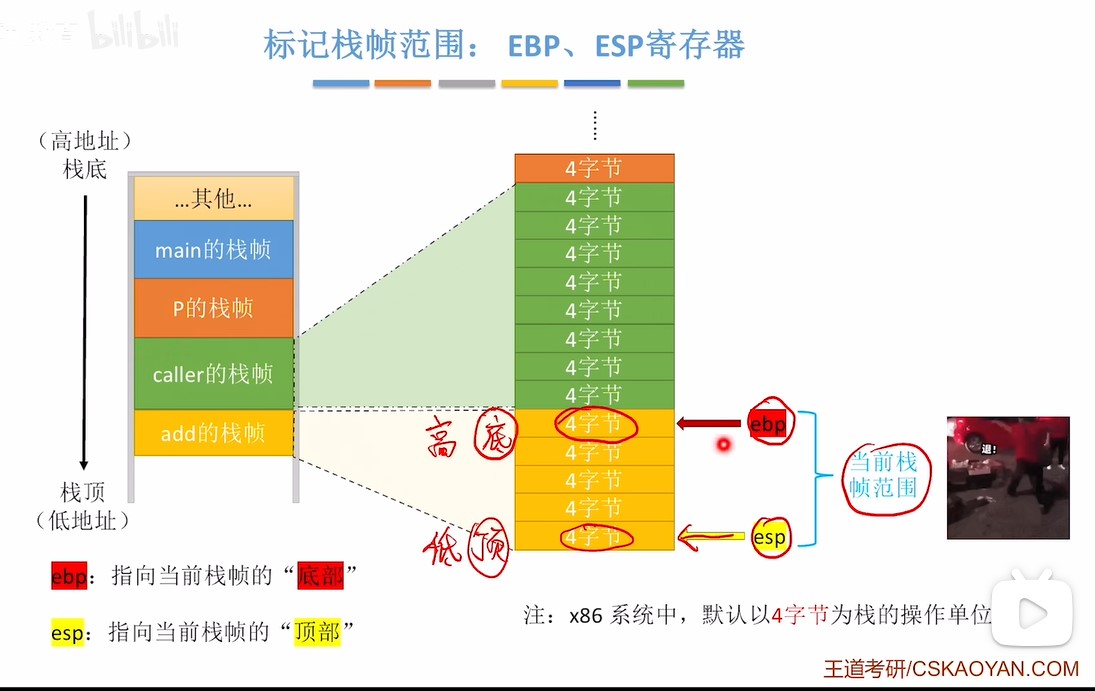 bilibili
标记栈帧范围： EBP、ESP寄存器
（高地址）
栈底
…其他…
main的栈帧
P的栈帧
caller的栈帧
add的栈帧
栈顶
（低地址）
4字节
4字节
4字节
4字节
4字节
4字节
4字节
4字节
4字节
4字节
4字节
4字节
4字节
4字节
高 底
低 顶
ebp
esp
当前栈
帧范围
退!
ebp：指向当前栈帧的“底部”
esp：指向当前栈帧的“顶部”
注：x86 系统中，默认以4字节为栈的操作单位
王道考研/CSKAOYAN.COM